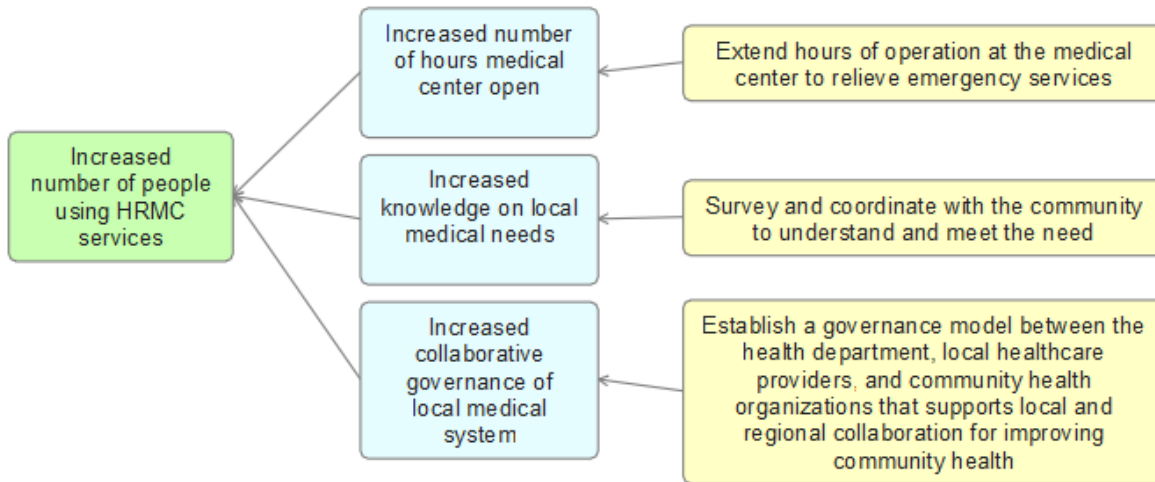 Increased
number of people
using HRMC
services
Increased number
of hours medical
center open
Increased
knowledge on local
medical needs
Increased
collaborative
governance of
local medical
system
Extend hours of operation at the medical
center to relieve emergency services
Survey and coordinate with the community
to understand and meet the need
Establish a governance model between the
health department, local healthcare
providers, and community health
organizations that supports local and
regional collaboration for improving
community health